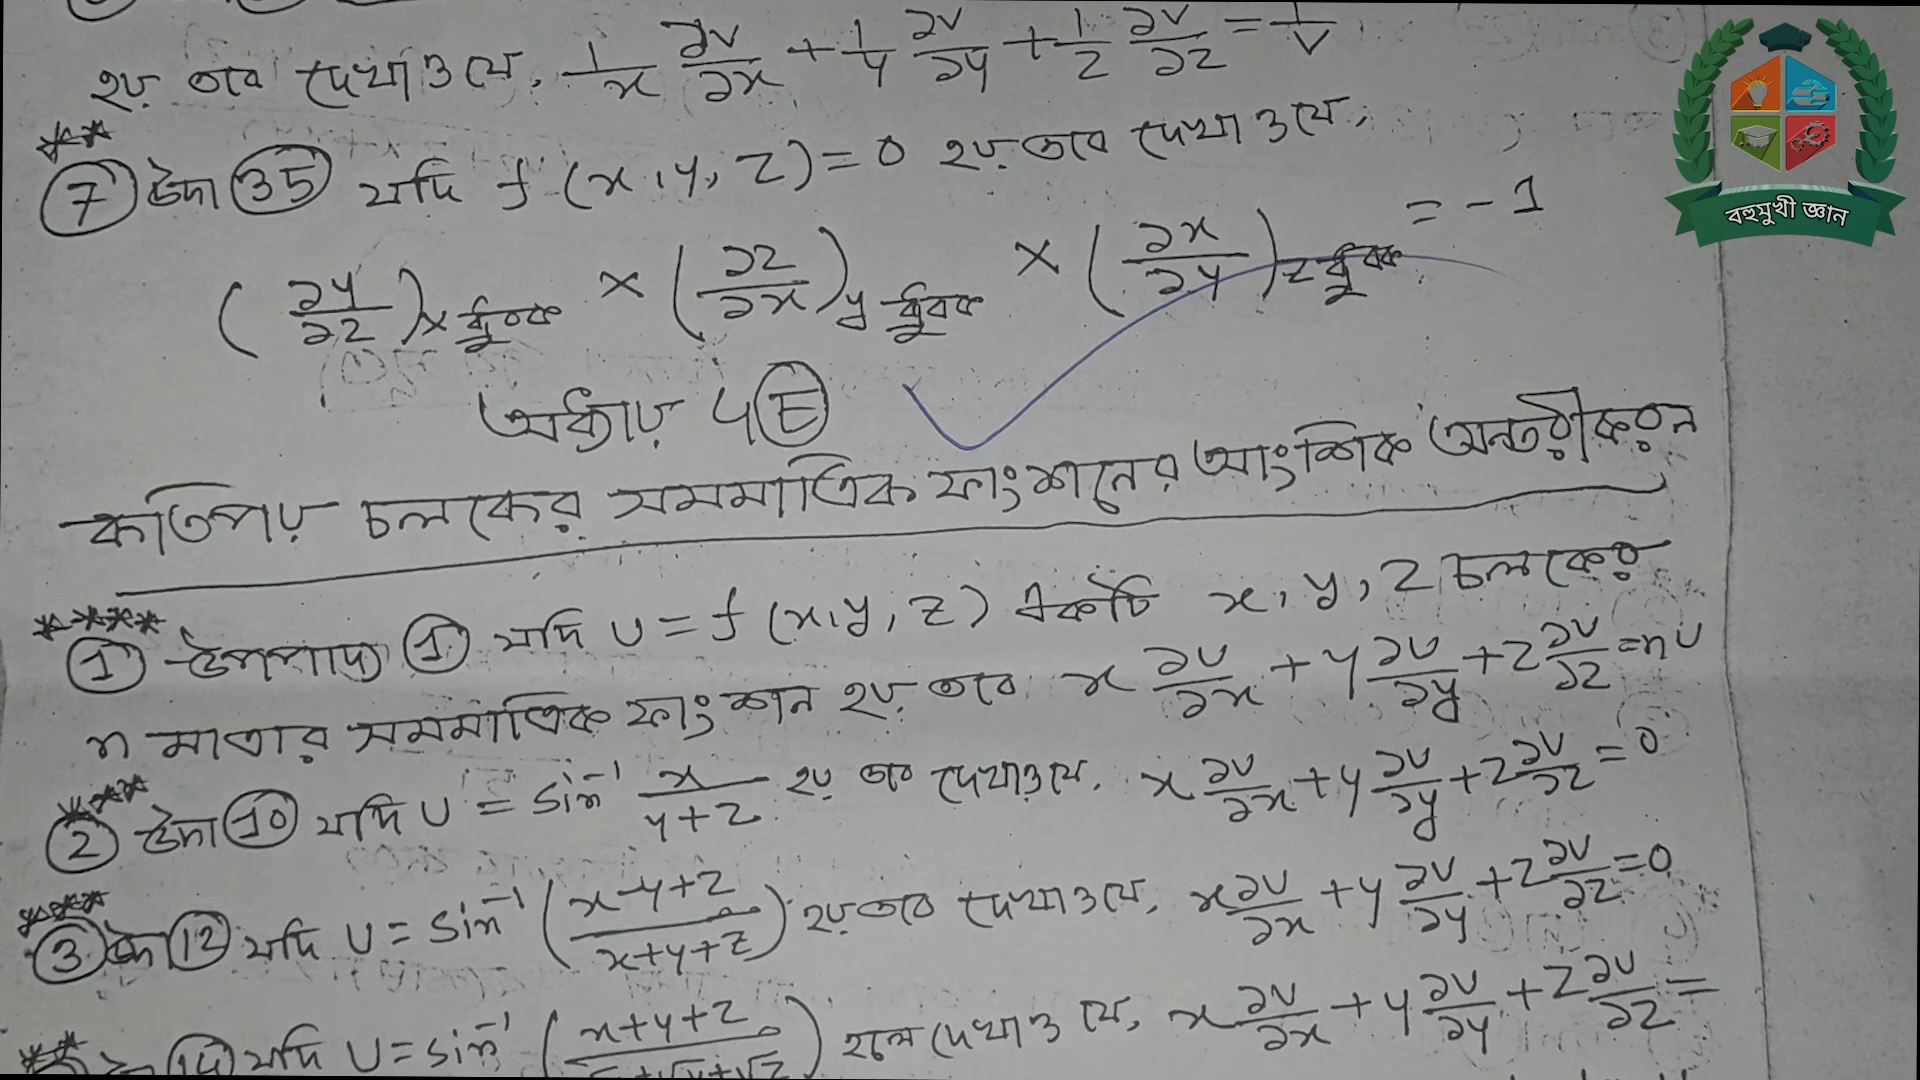 হয় তবে দেখাও যে, 1/x ∂v/∂x + 1/y ∂v/∂y + 1/z ∂v/∂z = 1/v
বহুমুখী জ্ঞান
** ⑦ উদা ㉟ যদি f(x, y, z) = 0 হয় তবে দেখাও যে,
(∂y/∂z)x ধ্রুবক × (∂z/∂x)y ধ্রুবক × (∂x/∂y)z ধ্রুবক = -1
অধ্যায় 4Ⓔ
কতিপয় চলকের সমমাত্রিক ফাংশনের আংশিক অন্তরীকরন
**** ① উপপাদ্য ① যদি U = f(x, y, z) একটি x, y, z চলকের
n মাত্রার সমমাত্রিক ফাংশান হয় তবে x ∂U/∂x + y ∂U/∂y + z ∂U/∂z = nU
*** ② উদা ⑩ যদি U = sin⁻¹ x/(y+z) হয় তবে দেখাও যে, x ∂U/∂x + y ∂U/∂y + z ∂U/∂z = 0
*** ③ উদা ⑫ যদি U = sin⁻¹ ((x-y+z)/(x+y+z)) হয় তবে দেখাও যে, x ∂U/∂x + y ∂U/∂y + z ∂U/∂z = 0
** ⑭ যদি U = sin⁻¹ (x+y+z / +√y+√z) হলে দেখাও যে, x ∂U/∂x + y ∂U/∂y + z ∂U/∂z =